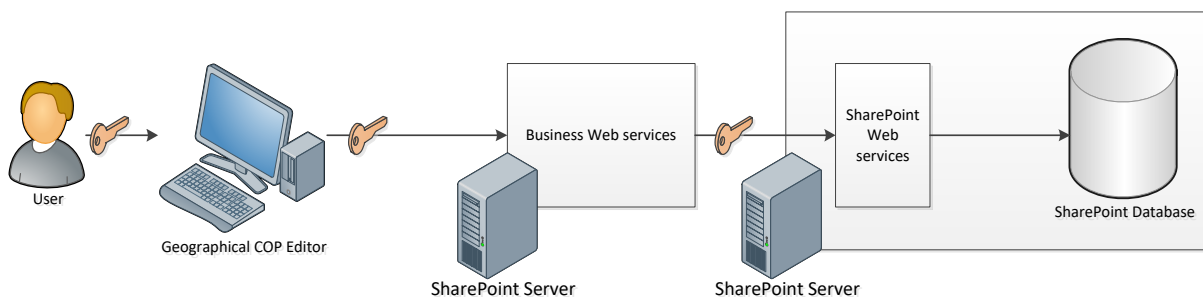 User
Geographical COP Editor
Business Web services
SharePoint Server
SharePoint
Web
services
SharePoint Server
SharePoint Database